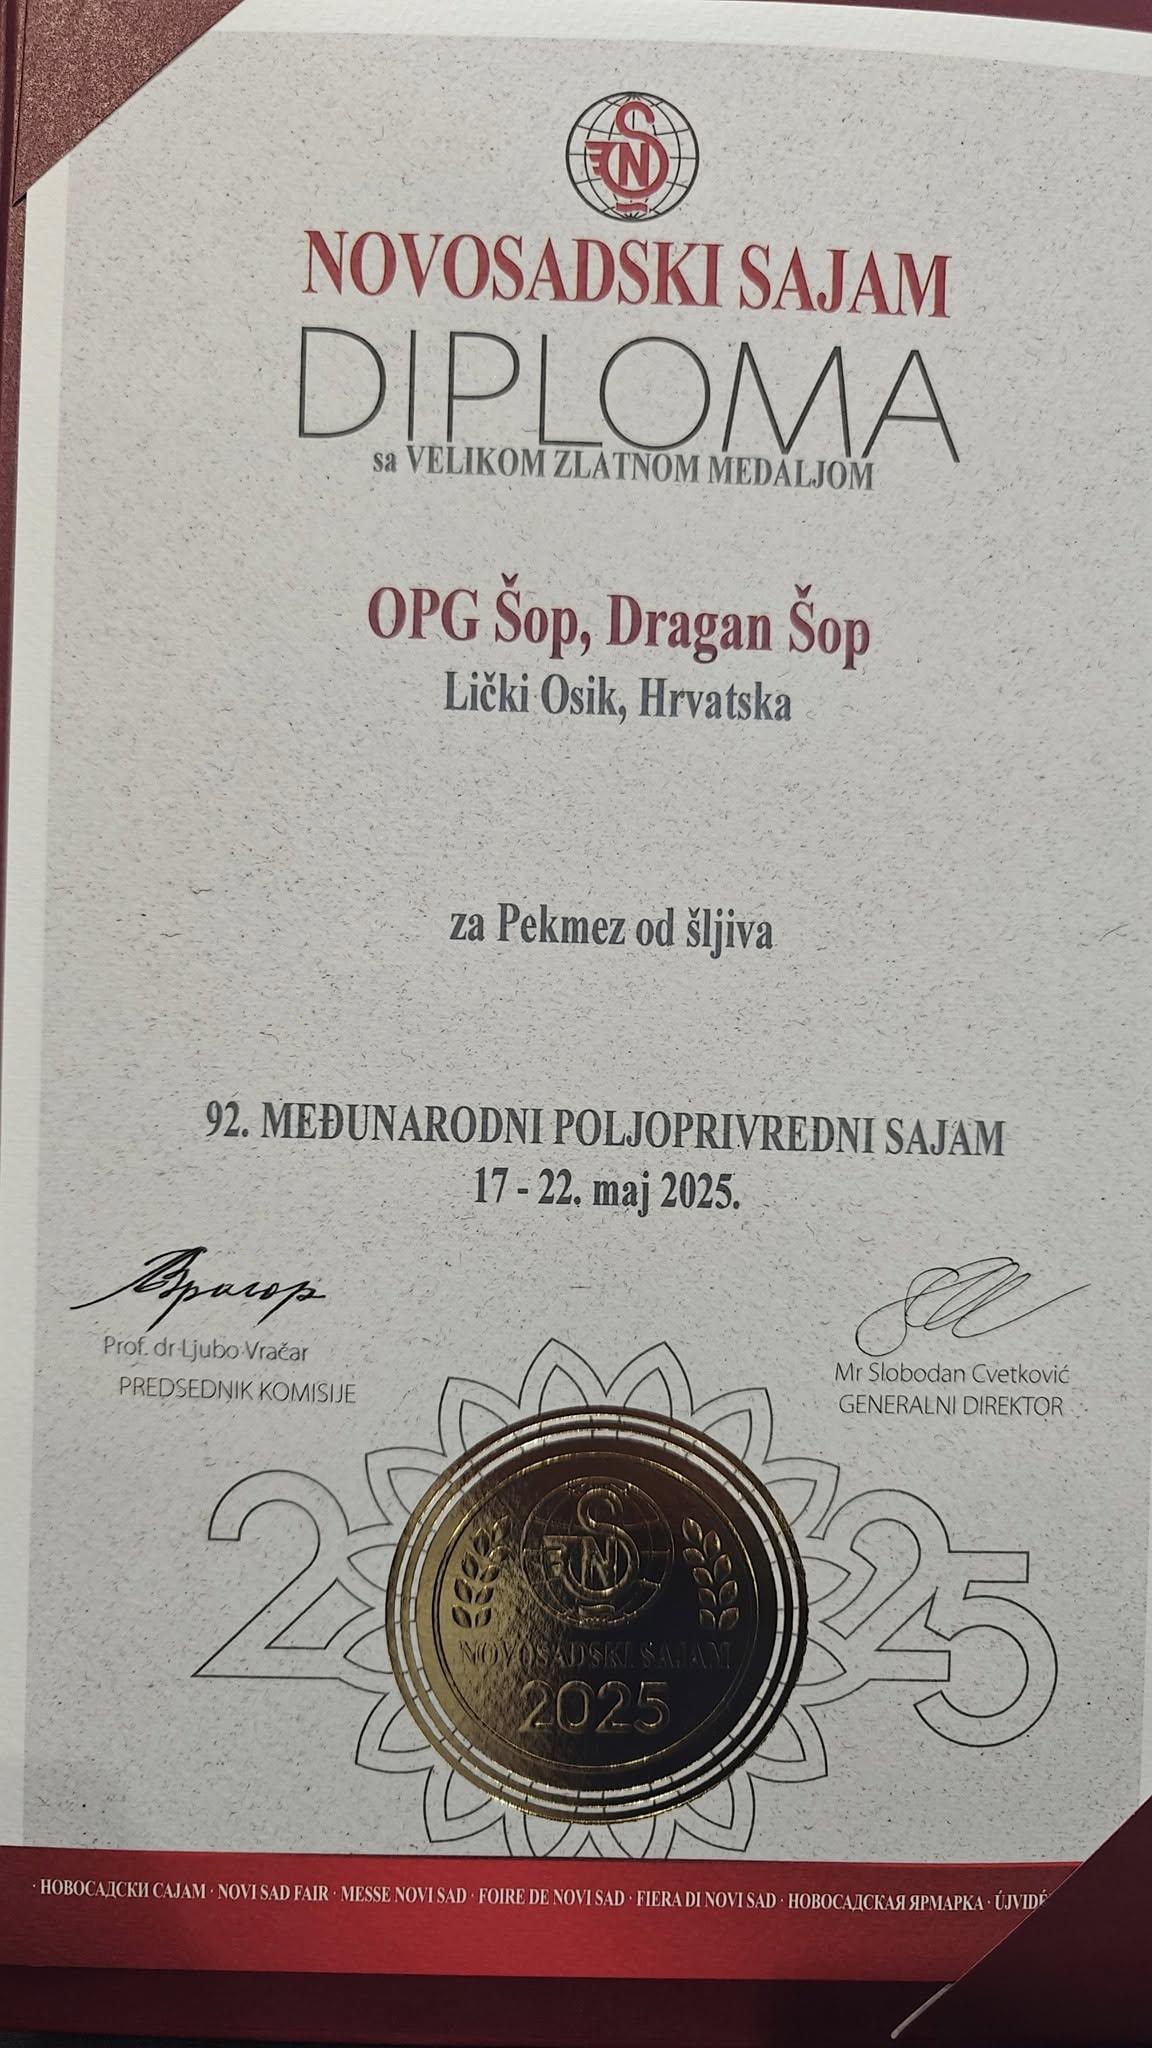 NOVOSADSKI SAJAM
DIPLOMA
sa VELIKOM ZLATNOM MEDALJOM
OPG Šop, Dragan Šop
Lički Osik, Hrvatska
za Pekmez od šljiva
92. MEĐUNARODNI POLJOPRIVREDNI SAJAM
17 - 22. maj 2025.
Prof. dr Ljubo Vračar
PREDSEDNIK KOMISIJE
Mr Slobodan Cvetković
GENERALNI DIREKTOR
2025
NOVOSADSKI SAJAM
2025
· НОВОСАДСКИ САЈАМ · NOVI SAD FAIR · MESSE NOVI SAD · FOIRE DE NOVI SAD · FIERA DI NOVI SAD · НОВОСАДСКАЯ ЯРМАРКА ·